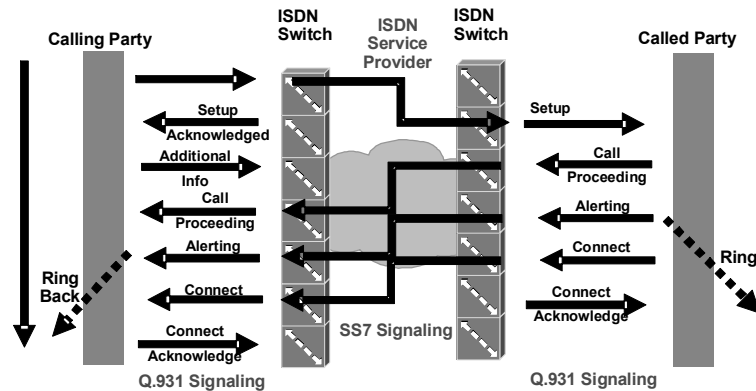 ISDN
Switch
ISDN
Service
Provider
ISDN
Switch
Calling Party
Called Party
Setup
Acknowledged
Additional
Info
Call
Proceeding
Alerting
Connect
Connect
Acknowledge
Ring
Back
Setup
Call
Proceeding
Alerting
Connect
Connect
Acknowledge
Ring
SS7 Signaling
Q.931 Signaling
Q.931 Signaling